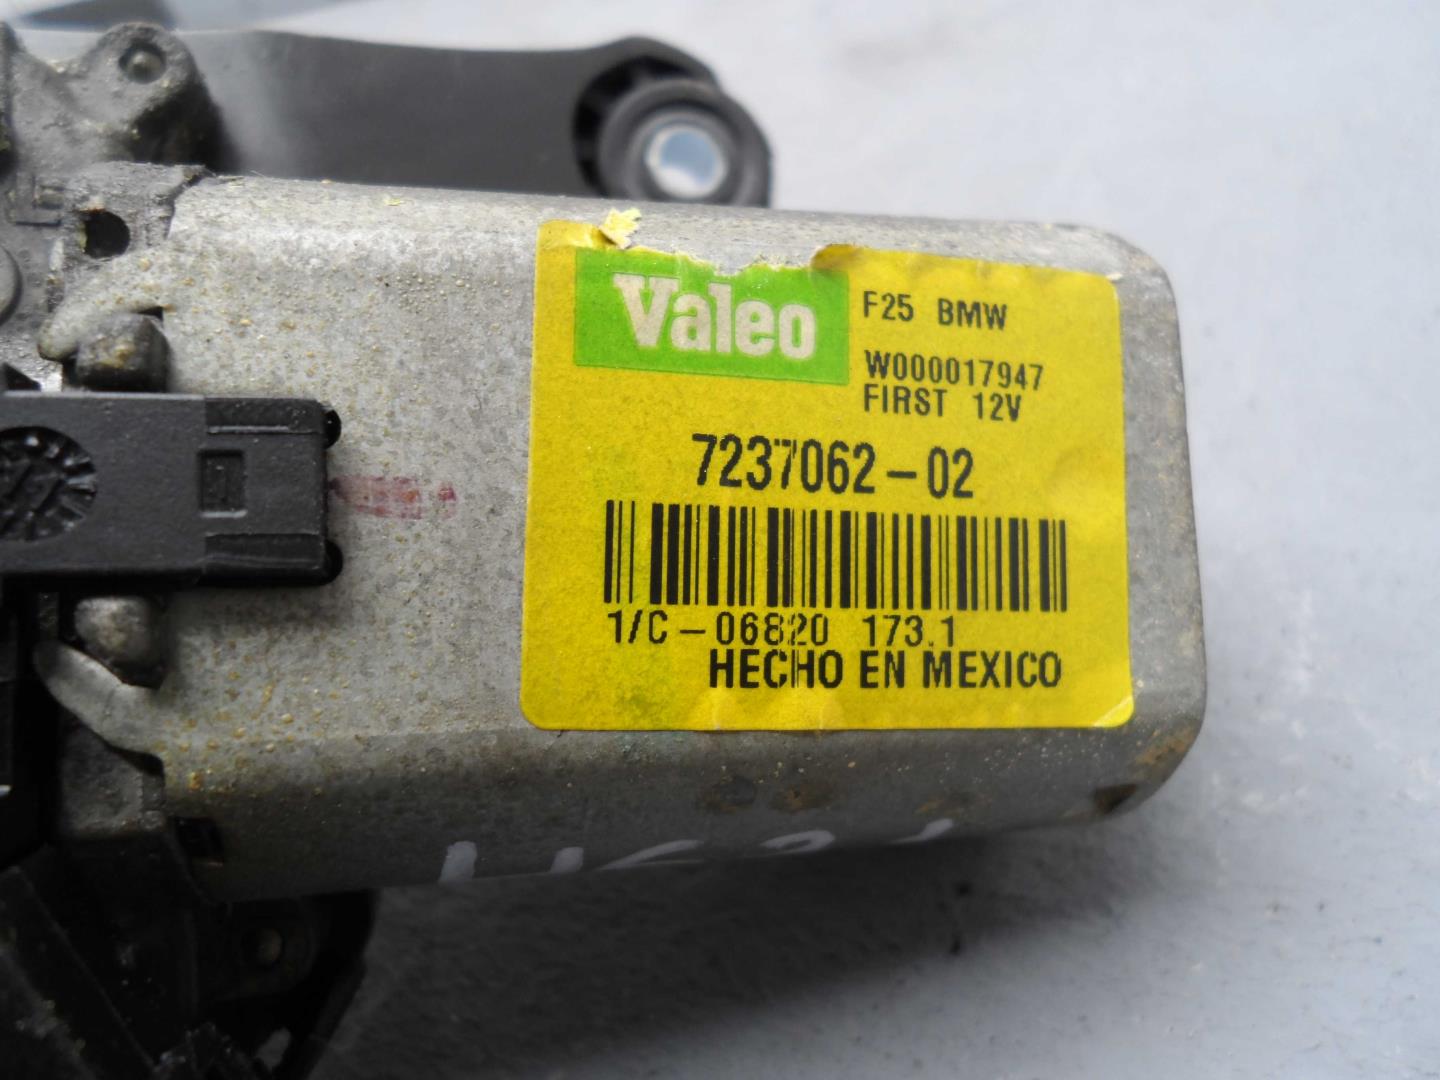 Valeo
F25 BMW
W000017947
FIRST 12V
7237062-02
1/C-06820 173.1
HECHO EN MEXICO